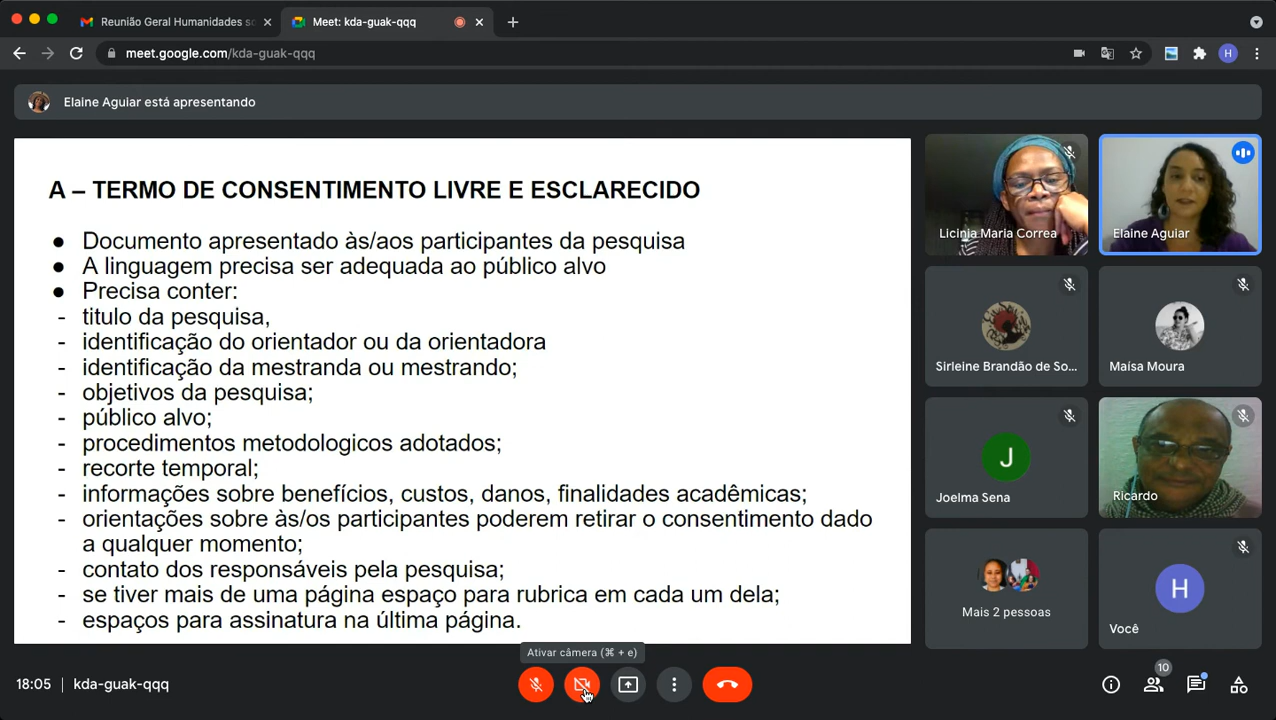 Reunião Geral Humanidades so
Meet: kda-guak-qqq
meet.google.com/kda-guak-qqq
H
Elaine Aguiar está apresentando
A – TERMO DE CONSENTIMENTO LIVRE E ESCLARECIDO
● Documento apresentado às/aos participantes da pesquisa
● A linguagem precisa ser adequada ao público alvo
● Precisa conter:
- titulo da pesquisa,
- identificação do orientador ou da orientadora
- identificação da mestranda ou mestrando;
- objetivos da pesquisa;
- público alvo;
- procedimentos metodologicos adotados;
- recorte temporal;
- informações sobre benefícios, custos, danos, finalidades acadêmicas;
- orientações sobre às/os participantes poderem retirar o consentimento dado
a qualquer momento;
- contato dos responsáveis pela pesquisa;
- se tiver mais de uma página espaço para rubrica em cada um dela;
- espaços para assinatura na última página.
Licinia Maria Correa
Elaine Aguiar
Sirleine Brandão de So...
Maísa Moura
J
Joelma Sena
Ricardo
Mais 2 pessoas
H
Você
Ativar câmera (⌘ + e)
18:05 | kda-guak-qqq
10